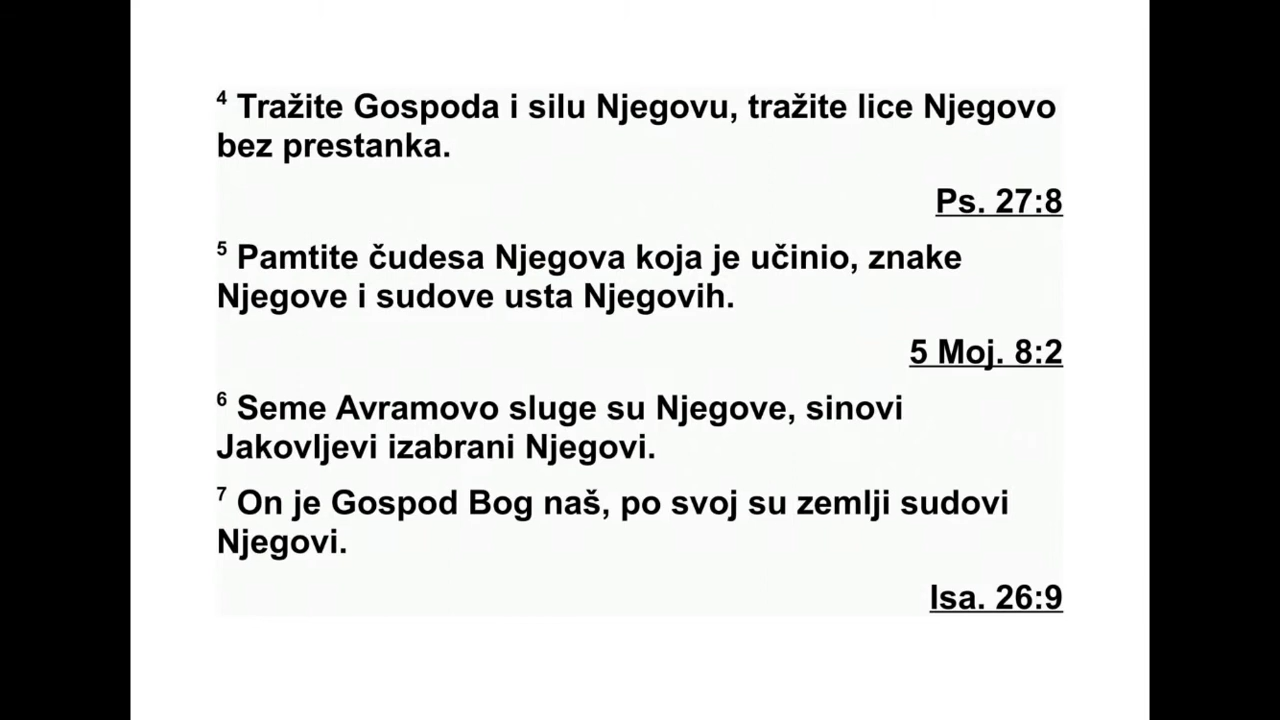 4 Tražite Gospoda i silu Njegovu, tražite lice Njegovo
bez prestanka.
Ps. 27:8
5 Pamtite čudesa Njegova koja je učinio, znake
Njegove i sudove usta Njegovih.
5 Moj. 8:2
6 Seme Avramovo sluge su Njegove, sinovi
Jakovljevi izabrani Njegovi.
7 On je Gospod Bog naš, po svoj su zemlji sudovi
Njegovi.
Isa. 26:9